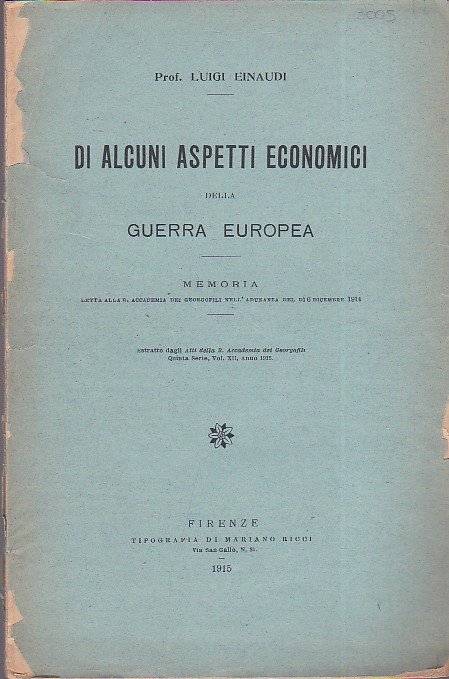 3005
Prof. LUIGI EINAUDI
DI ALCUNI ASPETTI ECONOMICI
DELLA
GUERRA EUROPEA
MEMORIA
LETTA ALLA R. ACCADEMIA DEI GEORGOFILI NELL'ADUNANZA DEL DÌ 6 DICEMBRE 1914
Estratto dagli Atti della R. Accademia dei Georgofili
Quinta Serie, Vol. XII, Anno 1915.
FIRENZE
TIPOGRAFIA DI MARIANO RICCI
Via San Gallo, N. 31.
1915